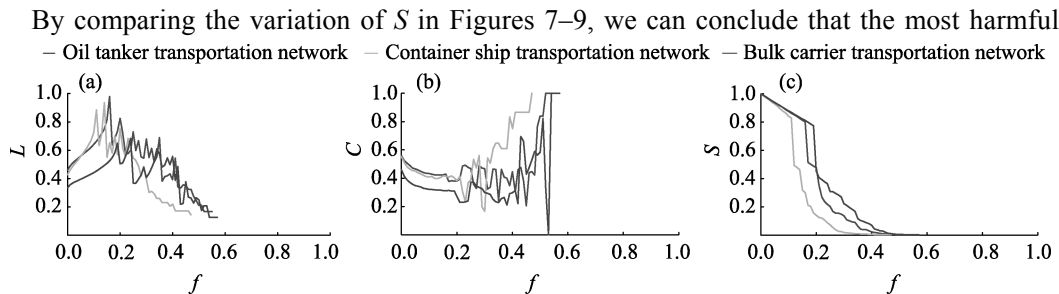 By comparing the variation of S in Figures 7–9, we can conclude that the most harmful
— Oil tanker transportation network — Container ship transportation network — Bulk carrier transportation network
(a) (b) (c)
1.0 1.0 1.0
0.8 0.8 0.8
0.6 0.6 0.6
L C S
0.4 0.4 0.4
0.2 0.2 0.2
0.0 0.2 0.4 0.6 0.8 1.0 0.0 0.2 0.4 0.6 0.8 1.0 0.0 0.2 0.4 0.6 0.8 1.0
f f f